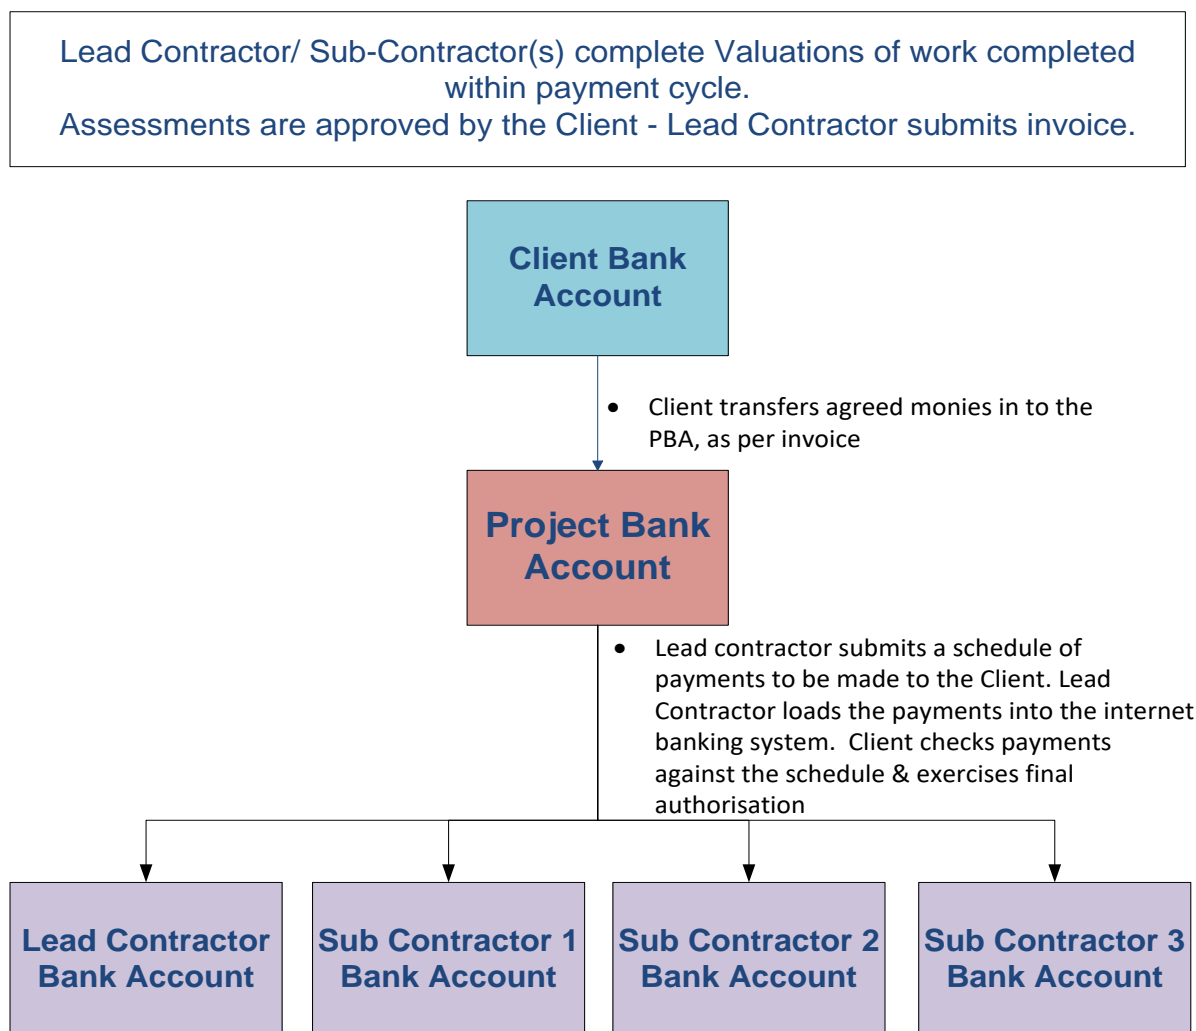 Lead Contractor/ Sub-Contractor(s) complete Valuations of work completed
within payment cycle.
Assessments are approved by the Client - Lead Contractor submits invoice.
Client Bank
Account
• Client transfers agreed monies in to the
PBA, as per invoice
Project Bank
Account
• Lead contractor submits a schedule of
payments to be made to the Client. Lead
Contractor loads the payments into the internet
banking system.  Client checks payments
against the schedule & exercises final
authorisation
Lead Contractor
Bank Account
Sub Contractor 1
Bank Account
Sub Contractor 2
Bank Account
Sub Contractor 3
Bank Account